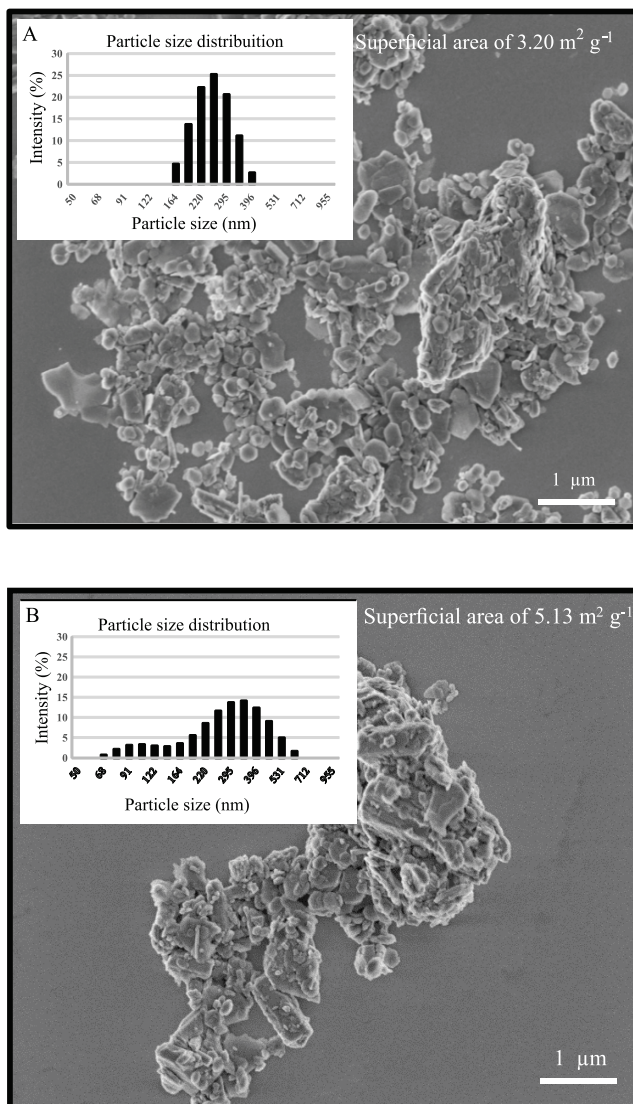 A
Particle size distribuition
Superficial area of 3.20 m² g⁻¹
Intensity (%)
30
25
20
15
10
5
0
50 68 91 122 164 220 295 396 531 712 955
Particle size (nm)
1 µm
B
Particle size distribution
Superficial area of 5.13 m² g⁻¹
Intensity (%)
30
25
20
15
10
5
0
50 68 91 122 164 220 295 396 531 712 955
Particle size (nm)
1 µm